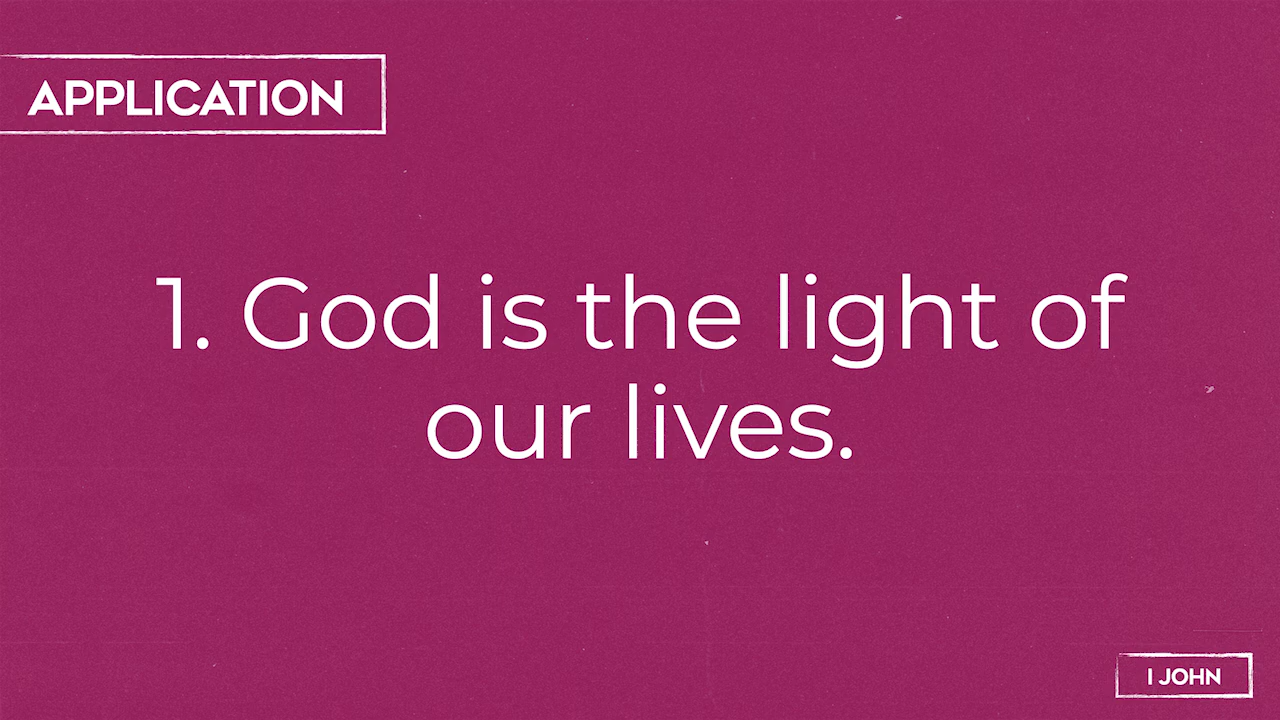 APPLICATION
1. God is the light of
our lives.
I JOHN